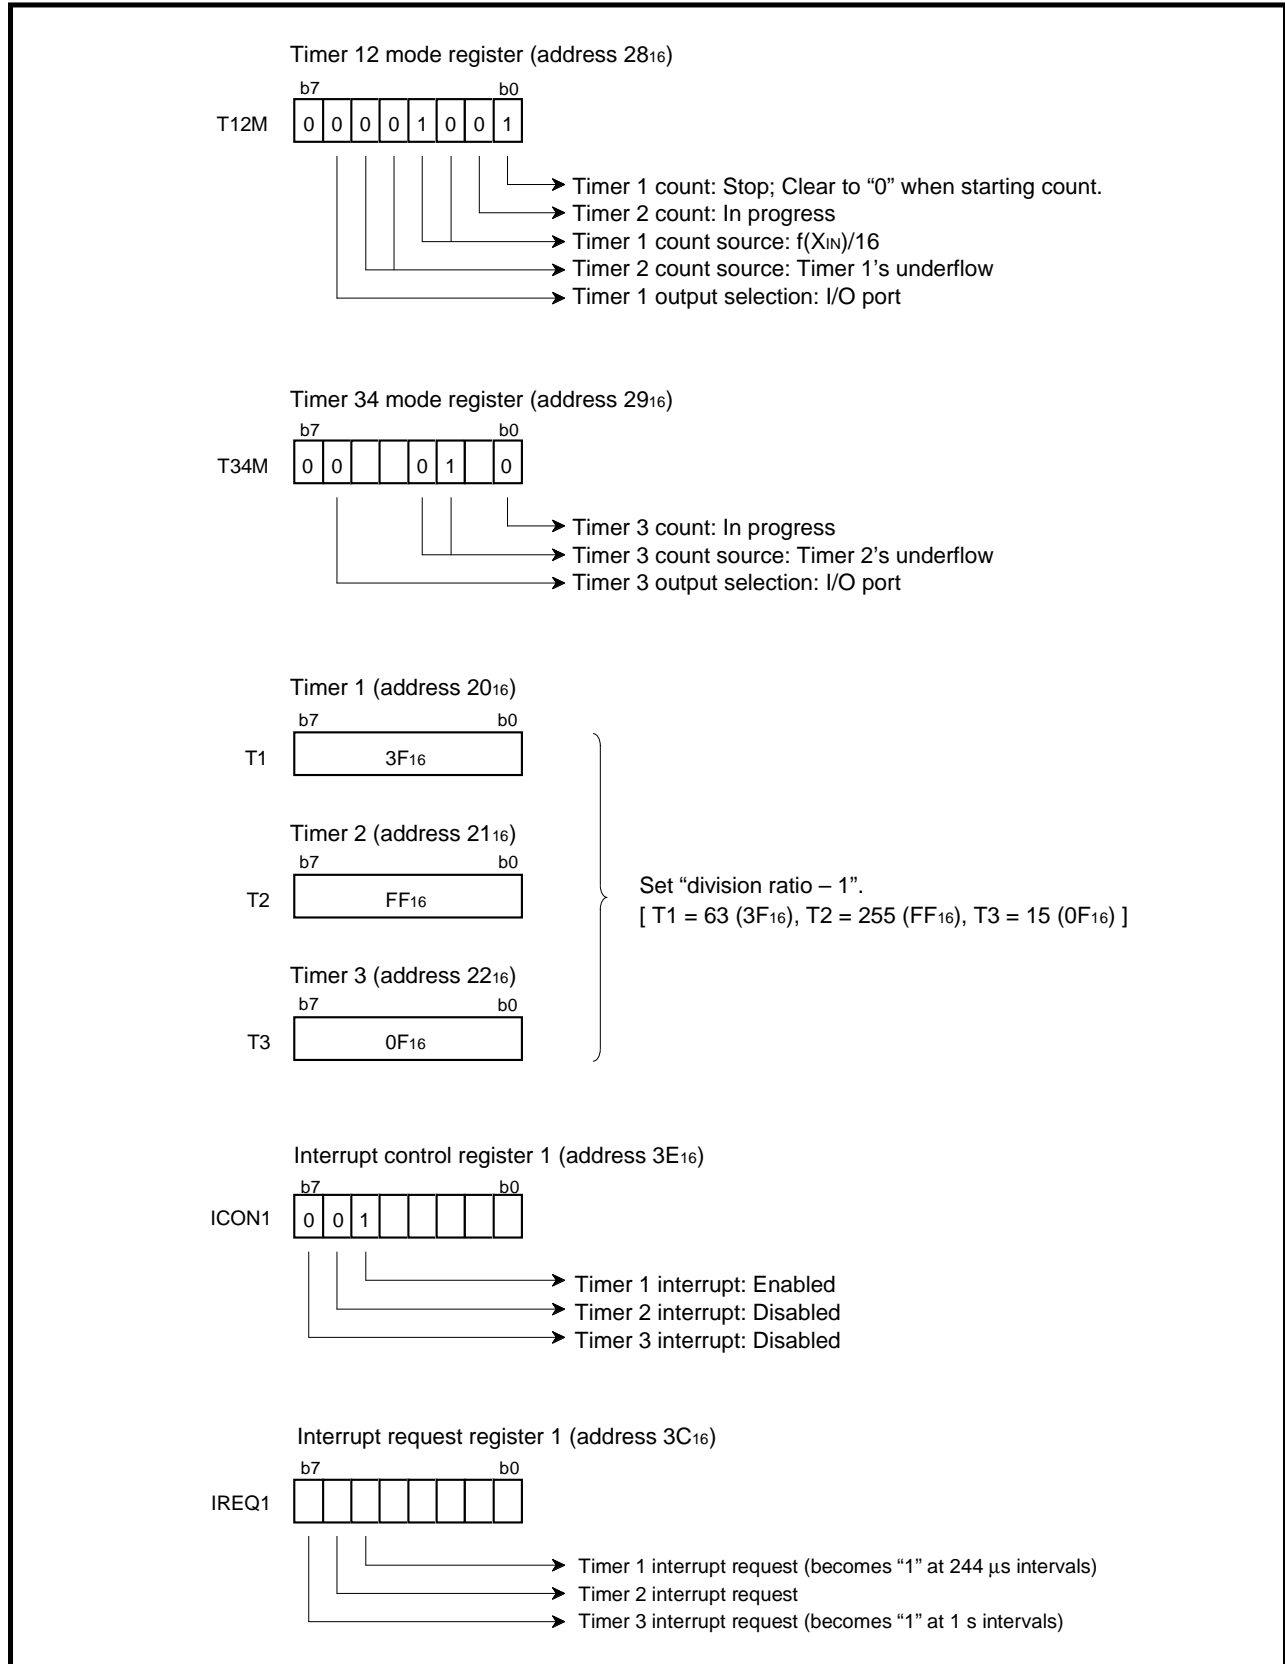 Timer 12 mode register (address 28₁₆)
b7 b0
T12M 0 0 0 0 1 0 0 1
Timer 1 count: Stop; Clear to “0” when starting count.
Timer 2 count: In progress
Timer 1 count source: f(XIN)/16
Timer 2 count source: Timer 1’s underflow
Timer 1 output selection: I/O port
Timer 34 mode register (address 29₁₆)
b7 b0
T34M 0 0 0 1 0
Timer 3 count: In progress
Timer 3 count source: Timer 2’s underflow
Timer 3 output selection: I/O port
Timer 1 (address 20₁₆)
b7 b0
T1 3F₁₆
Timer 2 (address 21₁₆)
b7 b0
T2 FF₁₆
Set “division ratio – 1”.
[ T1 = 63 (3F₁₆), T2 = 255 (FF₁₆), T3 = 15 (0F₁₆) ]
Timer 3 (address 22₁₆)
b7 b0
T3 0F₁₆
Interrupt control register 1 (address 3E₁₆)
b7 b0
ICON1 0 0 1
Timer 1 interrupt: Enabled
Timer 2 interrupt: Disabled
Timer 3 interrupt: Disabled
Interrupt request register 1 (address 3C₁₆)
b7 b0
IREQ1
Timer 1 interrupt request (becomes “1” at 244 μs intervals)
Timer 2 interrupt request
Timer 3 interrupt request (becomes “1” at 1 s intervals)